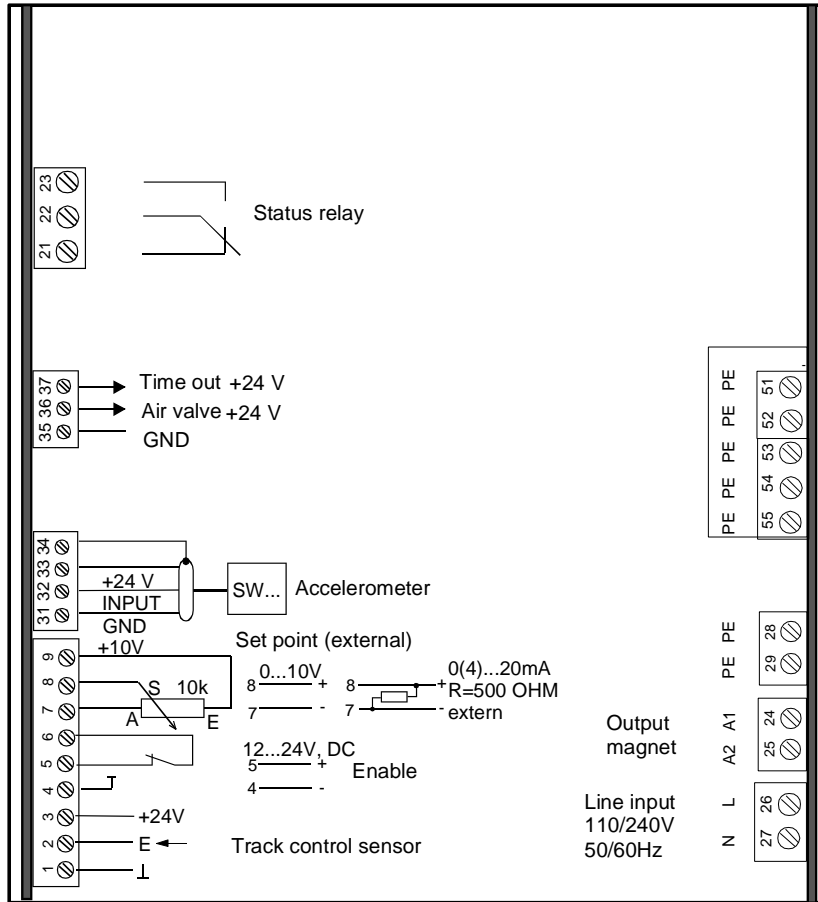 23
22
21
Status relay
37
36
35
Time out +24 V
Air valve +24 V
GND
PE 51
PE 52
PE 53
PE 54
PE 55
34
33
32
31
+24 V
INPUT
GND
SW...
Accelerometer
9
8
7
6
5
4
3
2
1
+10V
S 10k
A E
Set point (external)
0...10V
8 +
7 -
8 +
7 -
0(4)...20mA
R=500 OHM
extern
12...24V, DC
5 +
4 -
Enable
+24V
E
Track control sensor
PE 28
PE 29
Output
magnet
A1 24
A2 25
Line input
110/240V
50/60Hz
L 26
N 27